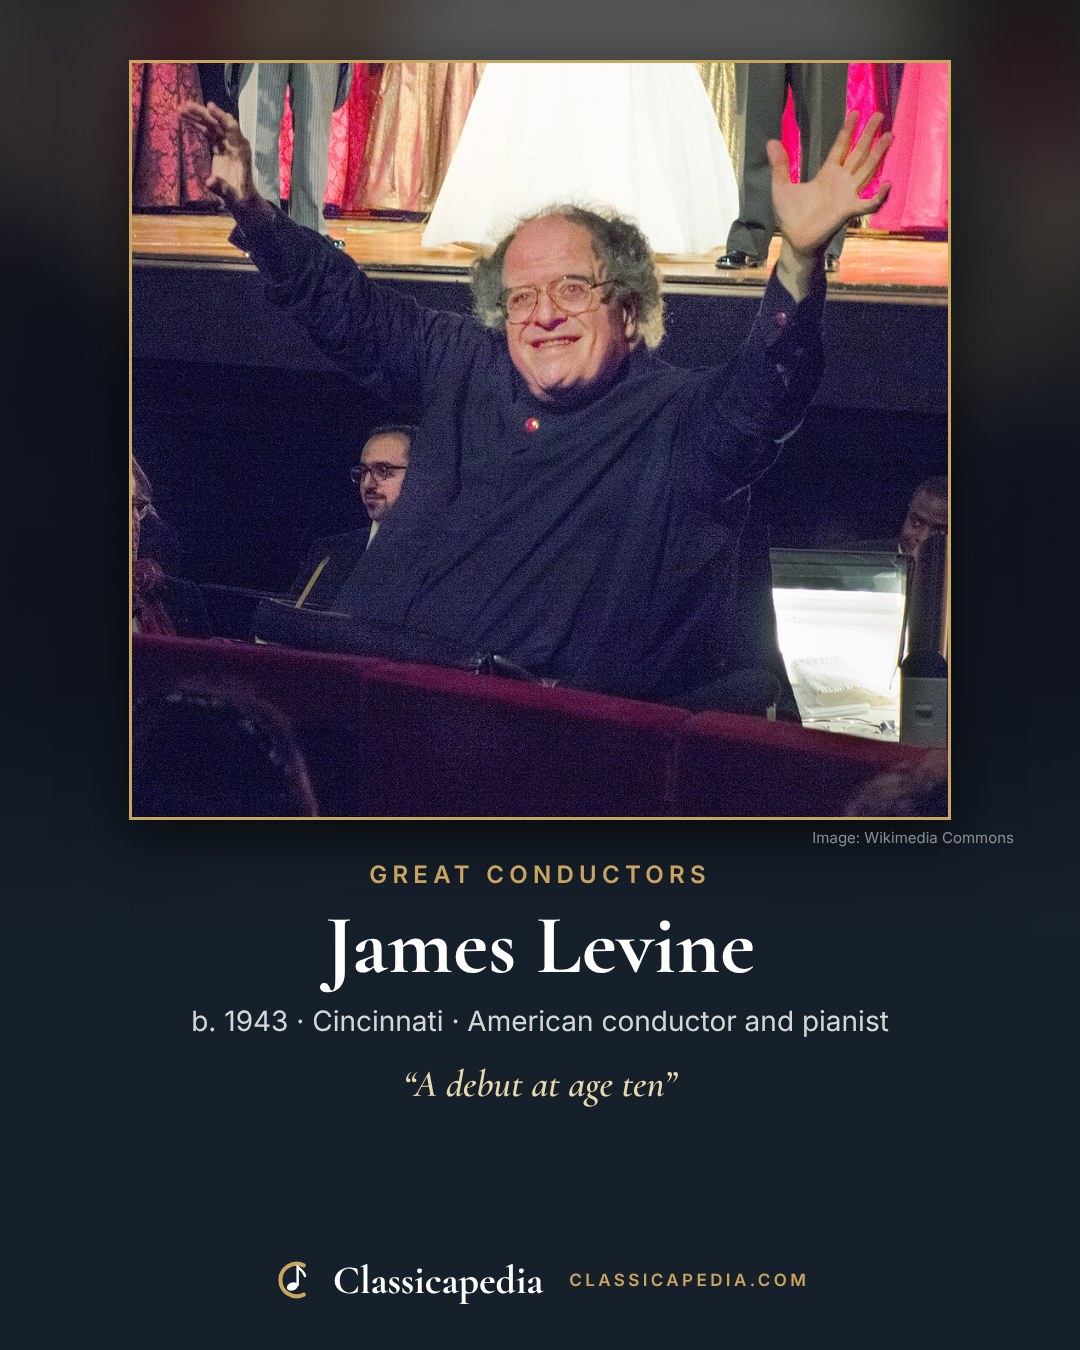 Image: Wikimedia Commons
GREAT CONDUCTORS
James Levine
b. 1943 · Cincinnati · American conductor and pianist
“A debut at age ten”
Classicapedia CLASSICAPEDIA.COM